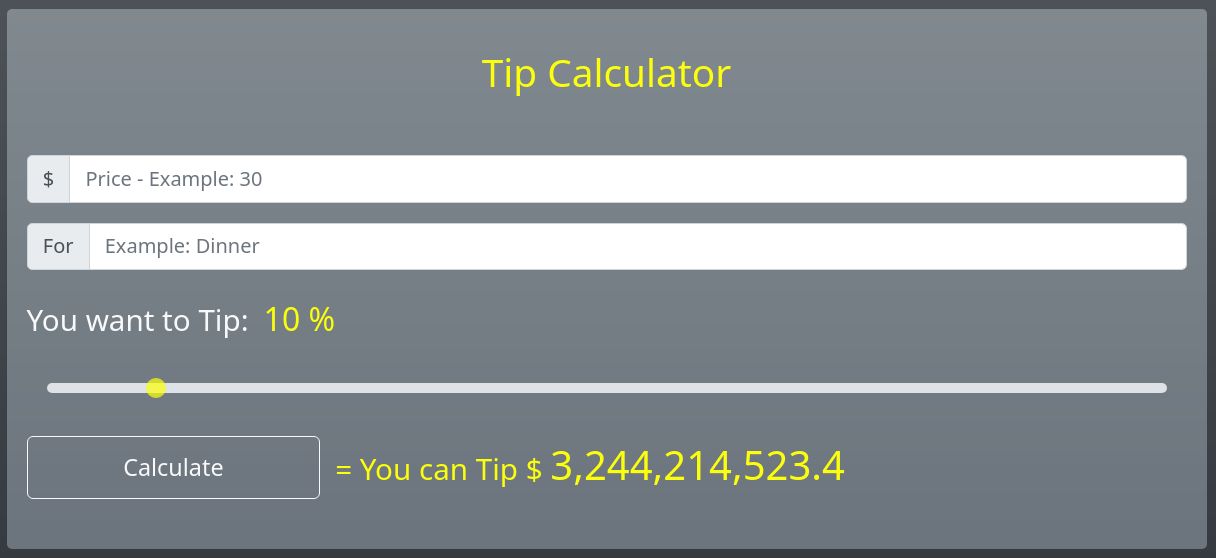 Tip Calculator
$ Price - Example: 30
For Example: Dinner
You want to Tip: 10 %
Calculate = You can Tip $ 3,244,214,523.4